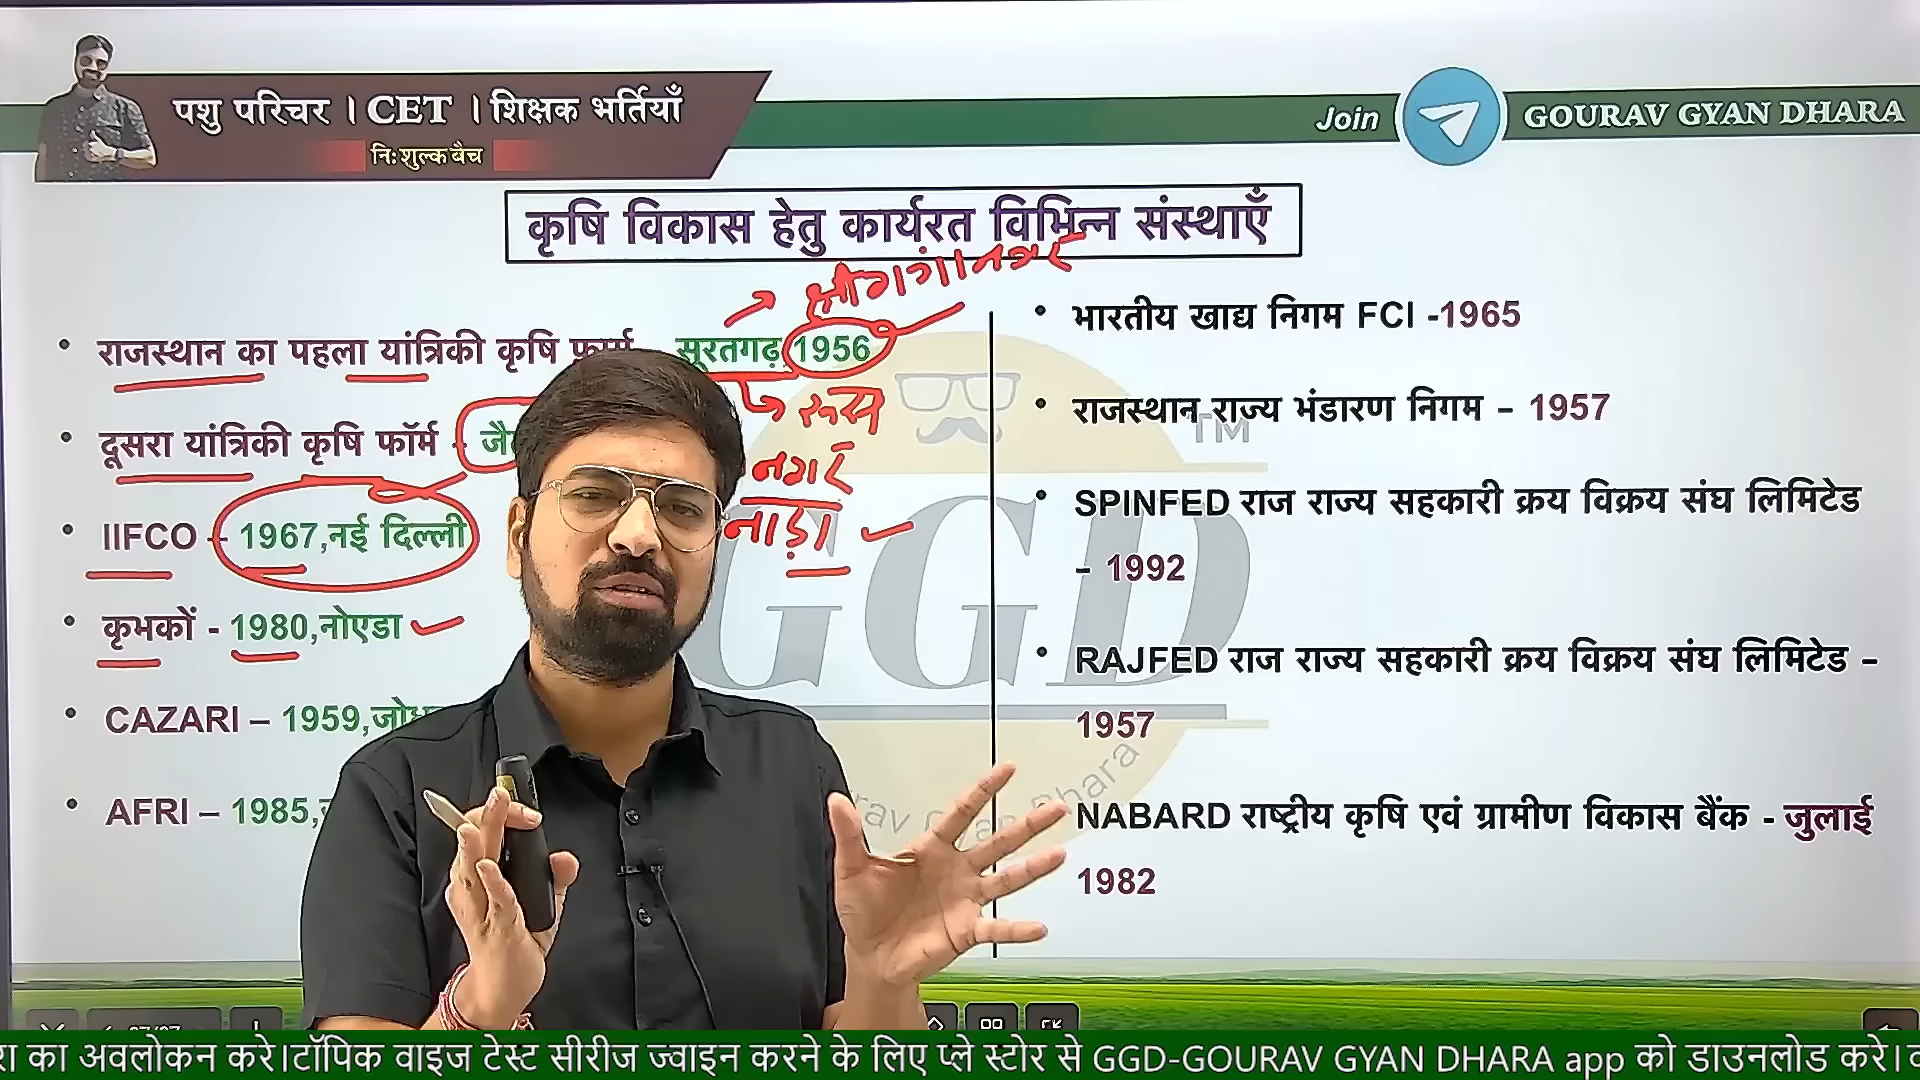 पशु परिचर । CET । शिक्षक भर्तियाँ
नि:शुल्क बैच
Join GOURAV GYAN DHARA
कृषि विकास हेतु कार्यरत विभिन्न संस्थाएँ
श्रीगंगानगर
राजस्थान का पहला यांत्रिकी कृषि फॉर्म सूरतगढ़ 1956
रूस
दूसरा यांत्रिकी कृषि फॉर्म -
नगर
नाड़ा
IIFCO - 1967,नई दिल्ली
कृभकों - 1980,नोएडा
CAZARI – 1959,
AFRI – 1985,
भारतीय खाद्य निगम FCI -1965
राजस्थान राज्य भंडारण निगम – 1957
SPINFED राज राज्य सहकारी क्रय विक्रय संघ लिमिटेड
– 1992
RAJFED राज राज्य सहकारी क्रय विक्रय संघ लिमिटेड –
1957
NABARD राष्ट्रीय कृषि एवं ग्रामीण विकास बैंक - जुलाई
1982
TM
GGD
का अवलोकन करे।टॉपिक वाइज टेस्ट सीरीज ज्वाइन करने के लिए प्ले स्टोर से GGD-GOURAV GYAN DHARA app को डाउनलोड करे।